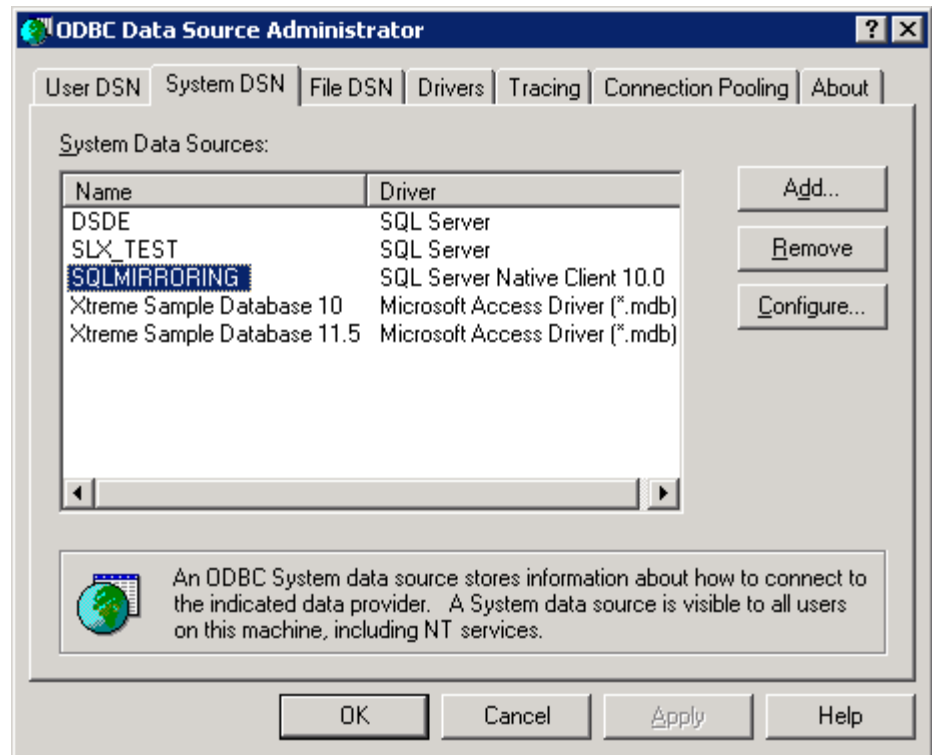 ODBC Data Source Administrator
User DSN System DSN File DSN Drivers Tracing Connection Pooling About
System Data Sources:
Name Driver
DSDE SQL Server
SLX_TEST SQL Server
SQLMIRRORING SQL Server Native Client 10.0
Xtreme Sample Database 10 Microsoft Access Driver (*.mdb)
Xtreme Sample Database 11.5 Microsoft Access Driver (*.mdb)
Add...
Remove
Configure...
An ODBC System data source stores information about how to connect to
the indicated data provider. A System data source is visible to all users
on this machine, including NT services.
OK Cancel Apply Help